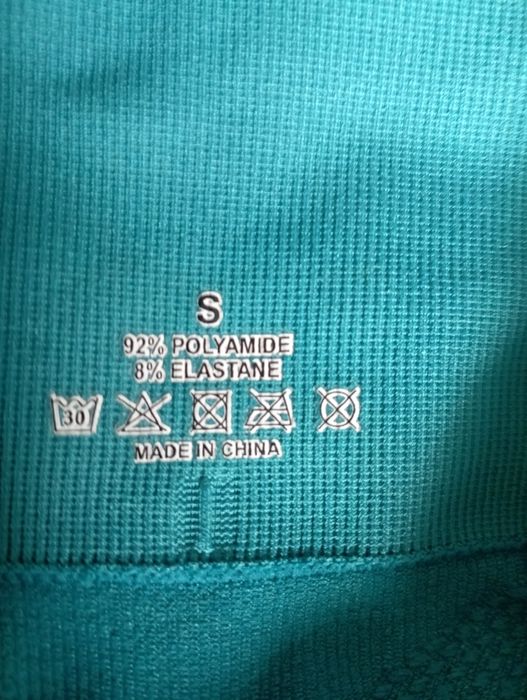 S
92% POLYAMIDE
8% ELASTANE
30
MADE IN CHINA